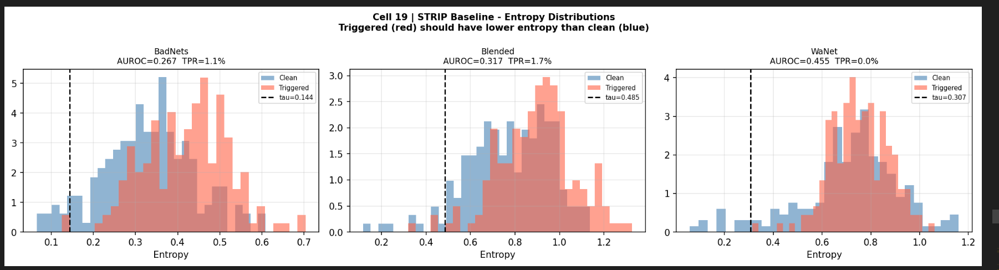 Cell 19 | STRIP Baseline - Entropy Distributions
Triggered (red) should have lower entropy than clean (blue)
BadNets
AUROC=0.267 TPR=1.1%
Clean
Triggered
tau=0.144
5
4
3
2
1
0
0.1 0.2 0.3 0.4 0.5 0.6 0.7
Entropy
Blended
AUROC=0.317 TPR=1.7%
Clean
Triggered
tau=0.485
3.0
2.5
2.0
1.5
1.0
0.5
0.0
0.2 0.4 0.6 0.8 1.0 1.2
Entropy
WaNet
AUROC=0.455 TPR=0.0%
Clean
Triggered
tau=0.307
4
3
2
1
0
0.2 0.4 0.6 0.8 1.0 1.2
Entropy